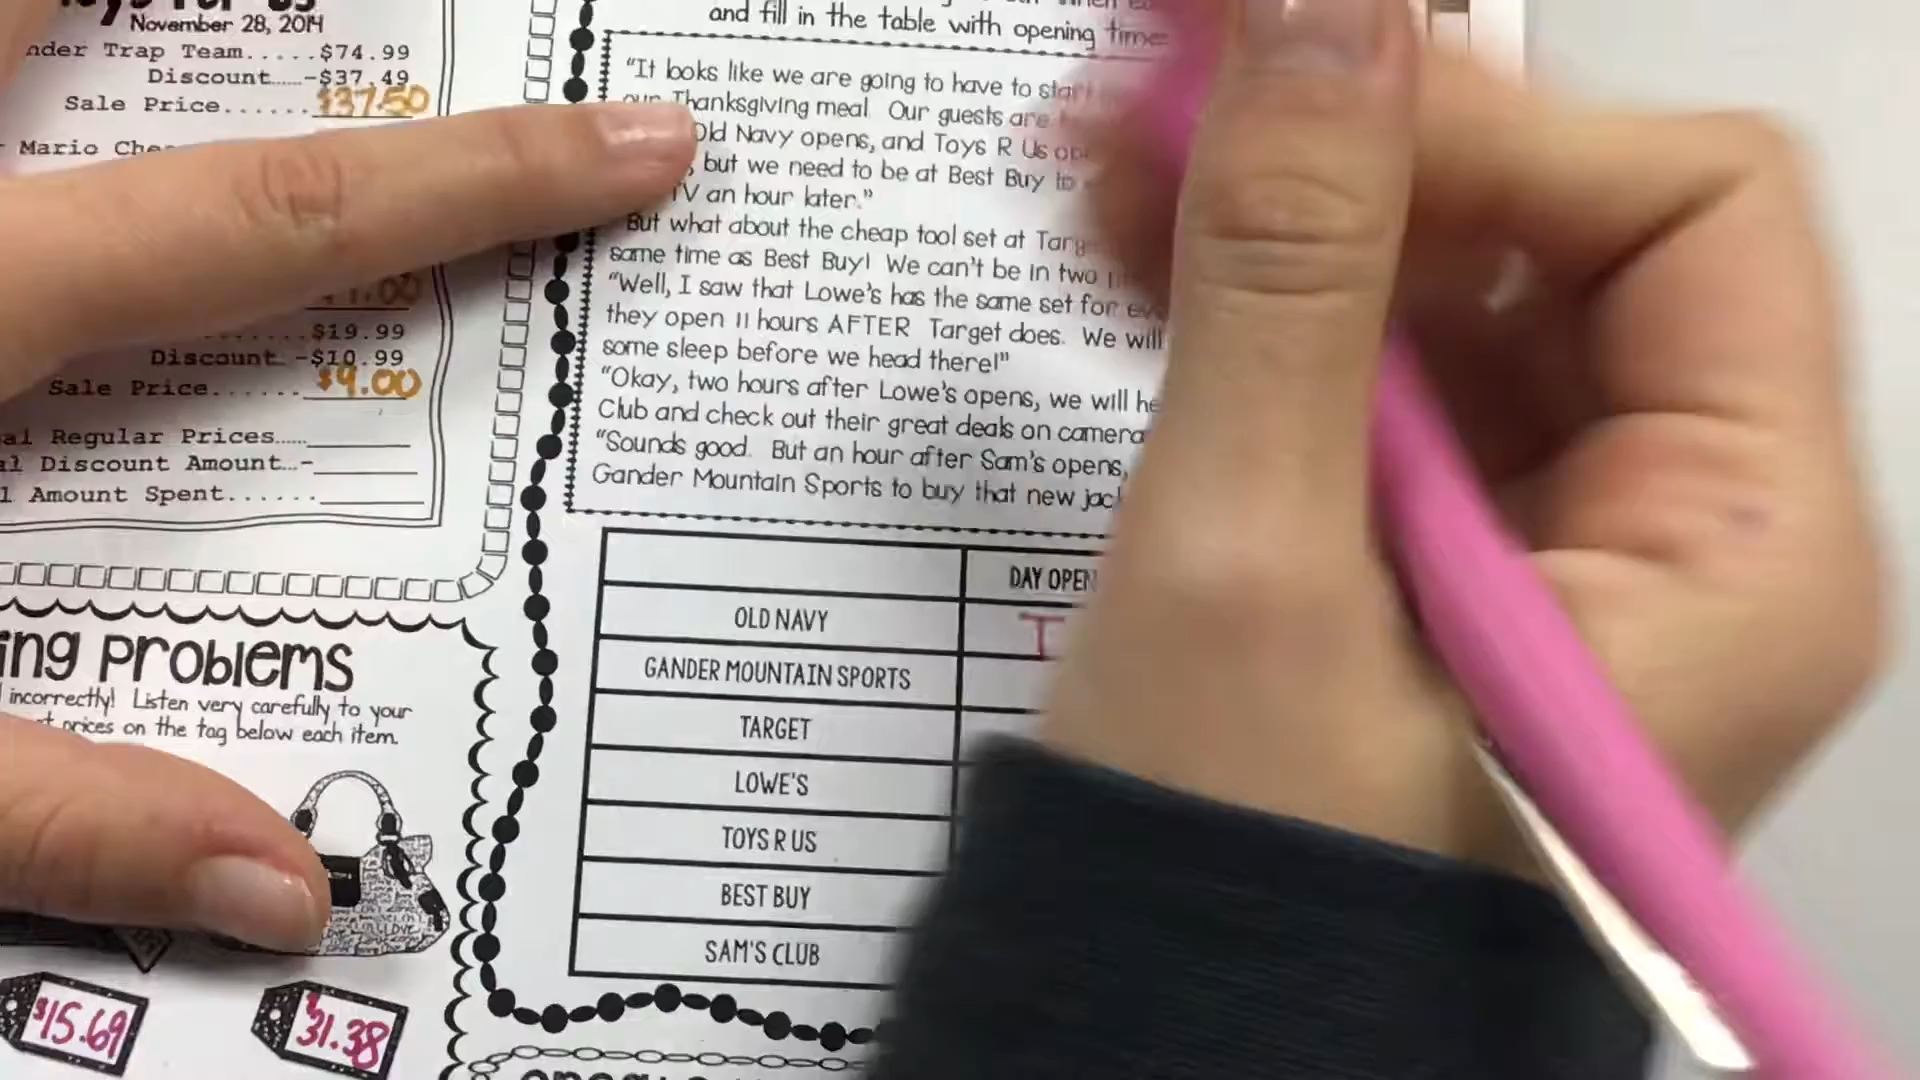 November 28, 2014
nder Trap Team.....$74.99
Discount.....-$37.49
Sale Price......$37.50
Mario Che
$19.99
Discount -$10.99
Sale Price...... $9.00
al Regular Prices.....
al Discount Amount...-
l Amount Spent......
ing Problems
incorrectly! Listen very carefully to your
prices on the tag below each item.
$15.69
$31.38
and fill in the table with opening times
"It looks like we are going to have to start
our Thanksgiving meal. Our guests are
Old Navy opens, and Toys R Us
, but we need to be at Best Buy to
TV an hour later."
But what about the cheap tool set at Targ
same time as Best Buy! We can't be in two
"Well, I saw that Lowe's has the same set for
they open 11 hours AFTER Target does. We will
some sleep before we head there!"
"Okay, two hours after Lowe's opens, we will he
Club and check out their great deals on camera
"Sounds good. But an hour after Sam's opens,
Gander Mountain Sports to buy that new jac
DAY OPEN
OLD NAVY T
GANDER MOUNTAIN SPORTS
TARGET
LOWE'S
TOYS R US
BEST BUY
SAM'S CLUB